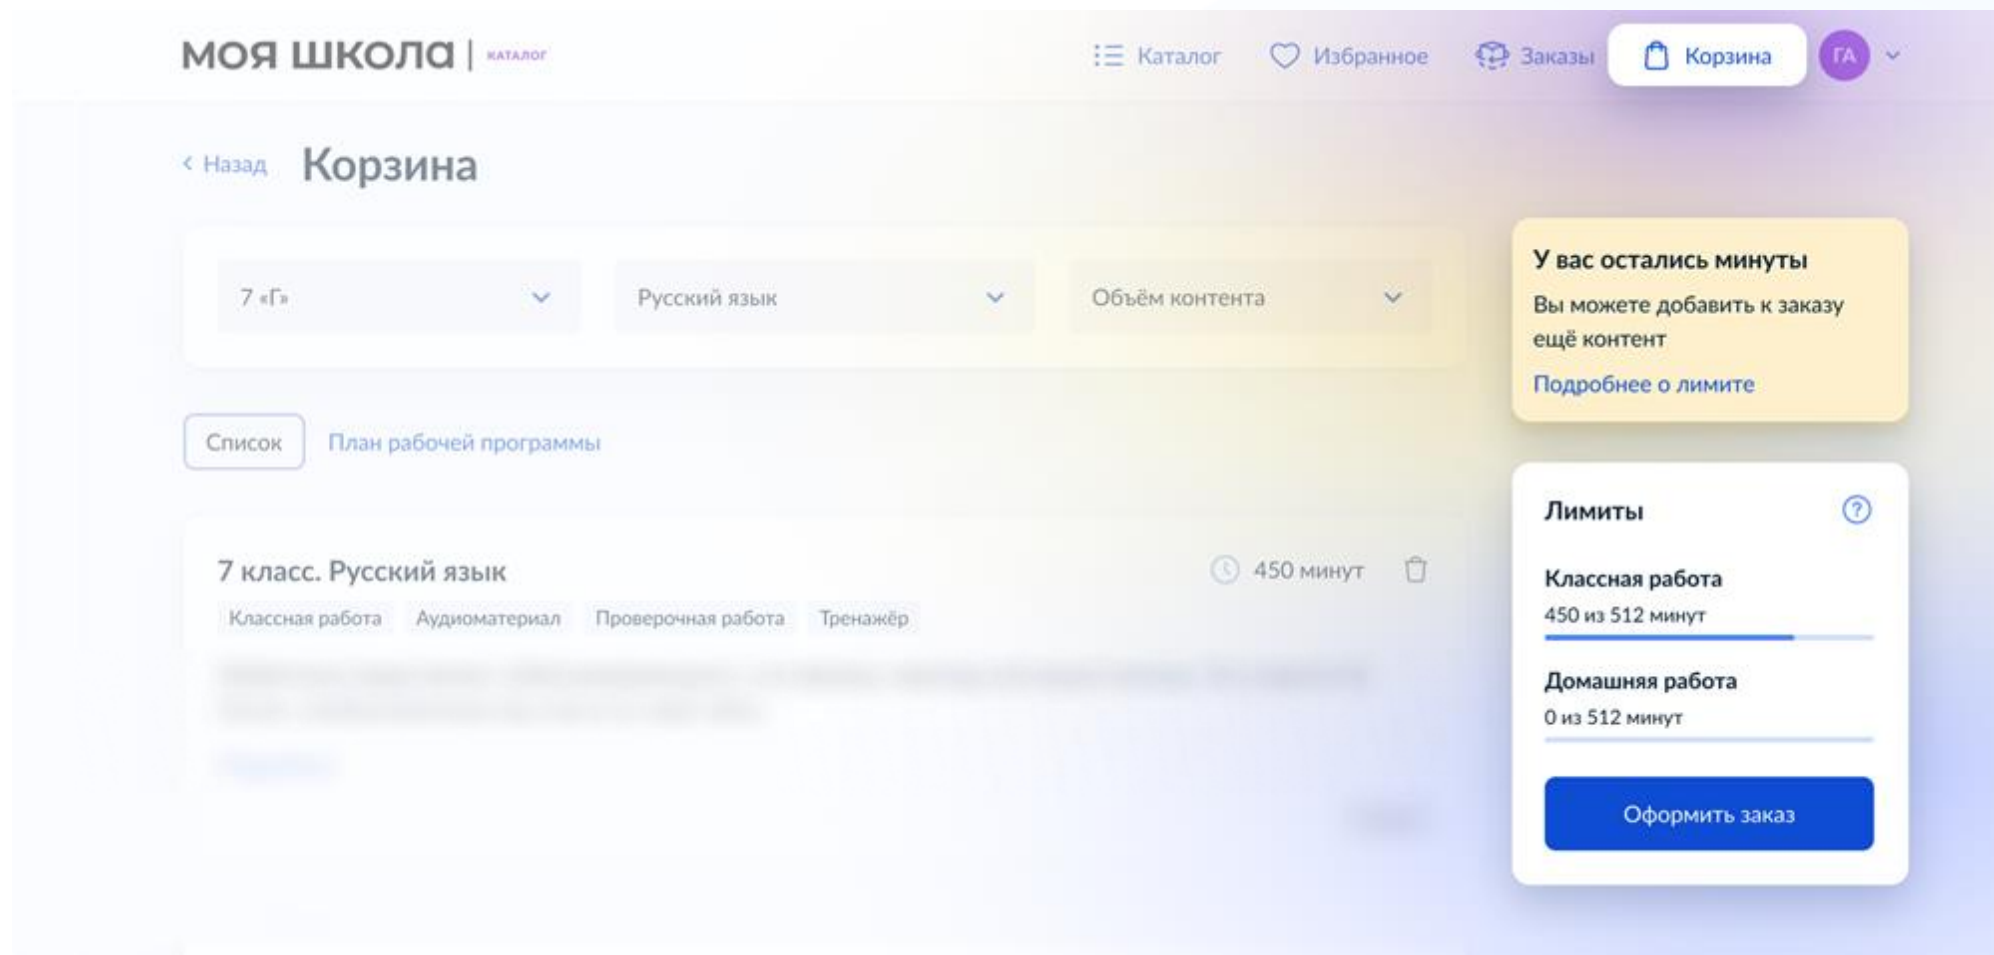 моя школа | КАТАЛОГ
Каталог Избранное Заказы Корзина ГА
Назад Корзина
7 «Г» Русский язык Объём контента
Список План рабочей программы
7 класс. Русский язык 450 минут
Классная работа Аудиоматериал Проверочная работа Тренажёр
У вас остались минуты
Вы можете добавить к заказу
ещё контент
Подробнее о лимите
Лимиты ?
Классная работа
450 из 512 минут
Домашняя работа
0 из 512 минут
Оформить заказ